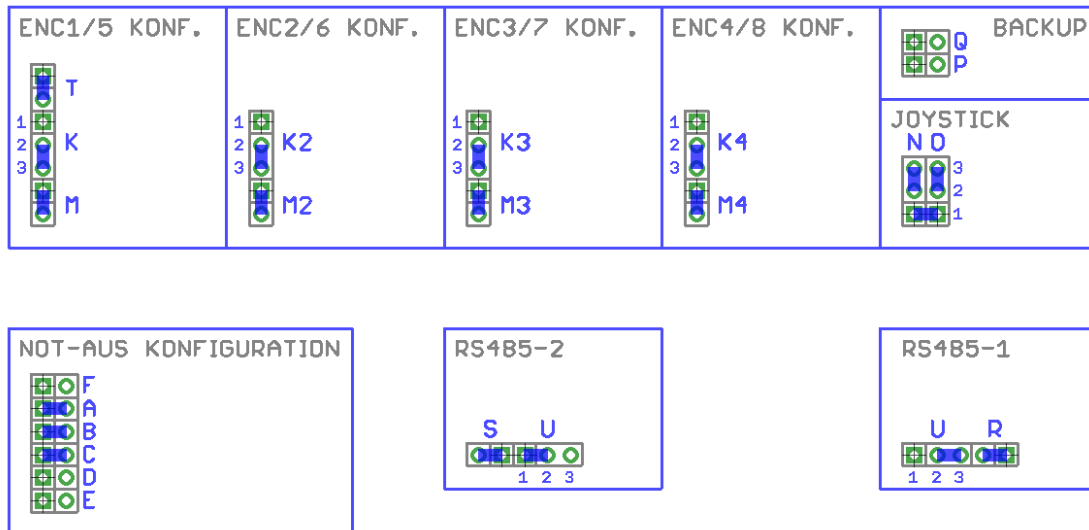 ENC1/5 KONF.
T
1
2 K
3
M
ENC2/6 KONF.
1
2 K2
3
M2
ENC3/7 KONF.
1
2 K3
3
M3
ENC4/8 KONF.
1
2 K4
3
M4
BACKUP
Q
P
JOYSTICK
N O
3
2
1
NOT-AUS KONFIGURATION
F
A
B
C
D
E
RS485-2
S U
1 2 3
RS485-1
U R
1 2 3